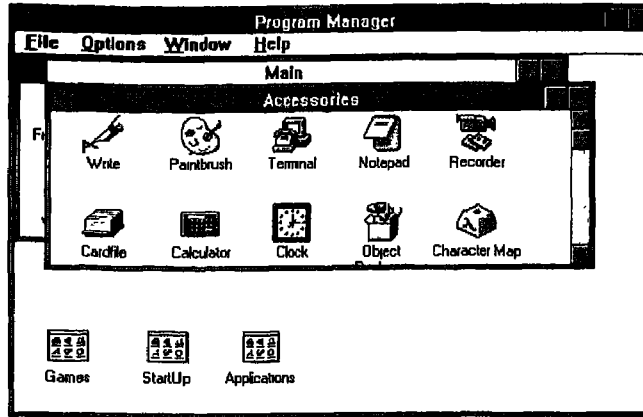 Program Manager
File Options Window Help
Main
Accessories
Write Paintbrush Terminal Notepad Recorder
Cardfile Calculator Clock Object Character Map
Games StartUp Applications